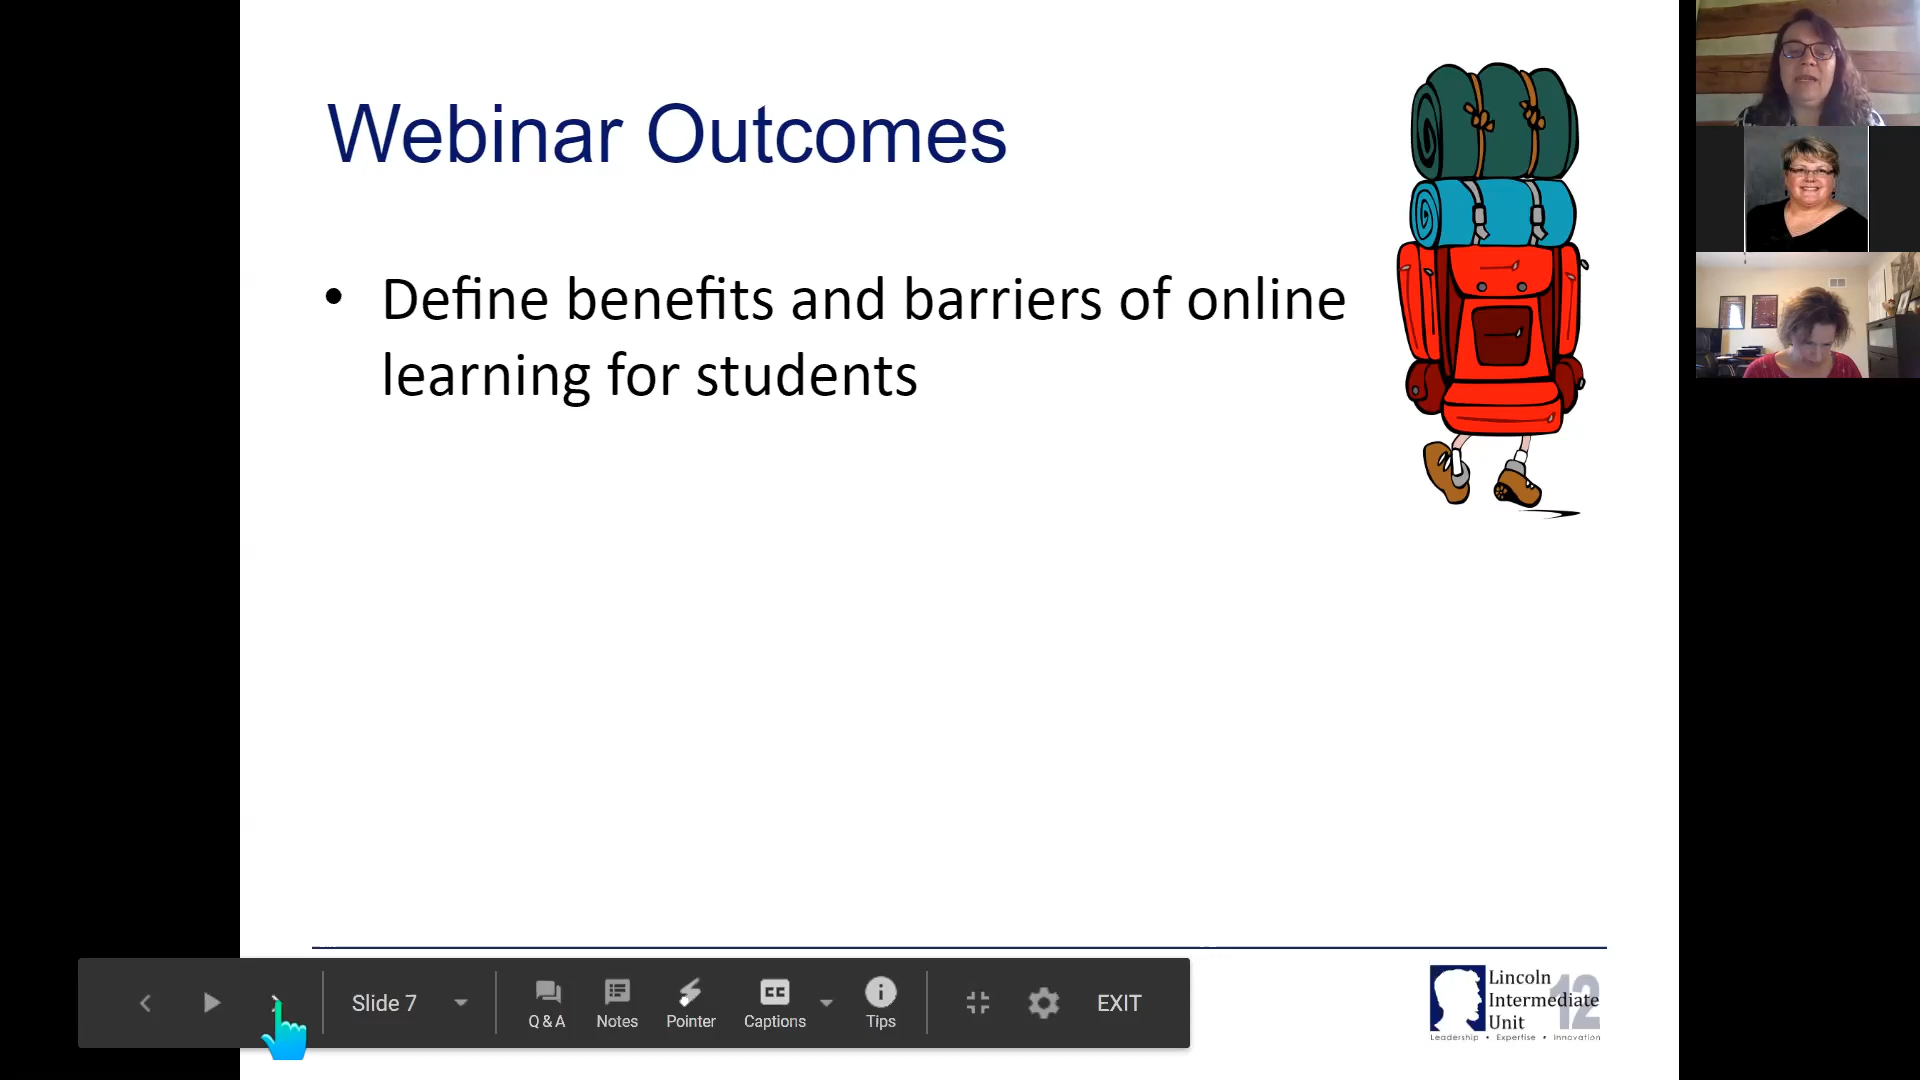 Webinar Outcomes
• Define benefits and barriers of online
learning for students
Slide 7
Q & A
Notes
Pointer
CC
Captions
Tips
EXIT
Lincoln
Intermediate
Unit
12
Leadership • Expertise • Innovation